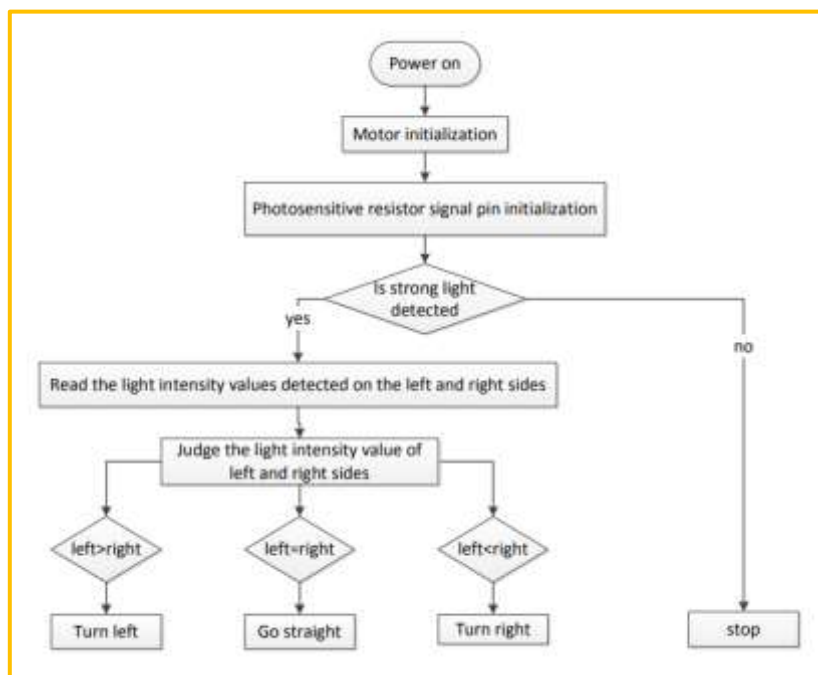 Power on
Motor initialization
Photosensitive resistor signal pin initialization
Is strong light
detected
yes
no
Read the light intensity values detected on the left and right sides
Judge the light intensity value of
left and right sides
left>right
left=right
left<right
Turn left
Go straight
Turn right
stop